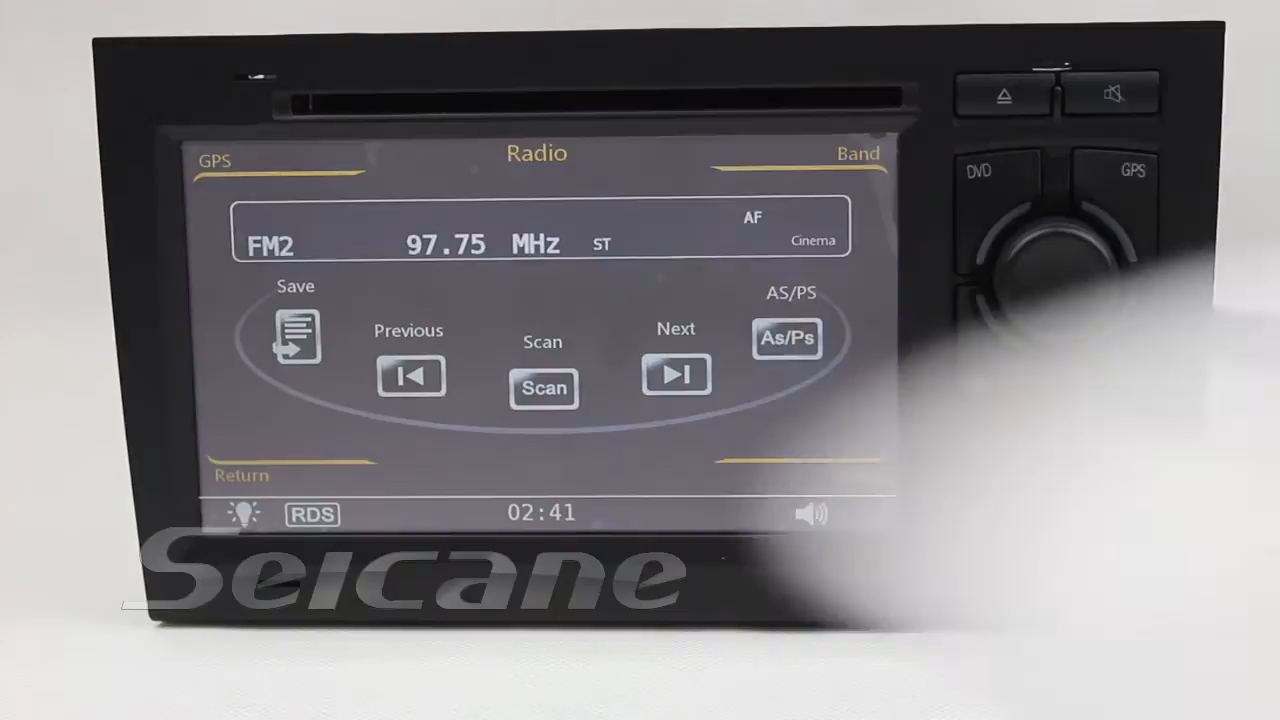 GPS Radio Band
DVD GPS
AF
FM2 97.75 MHz ST Cinema
Save AS/PS
Previous Scan Next As/Ps
Scan
Return
RDS 02:41
Seicane